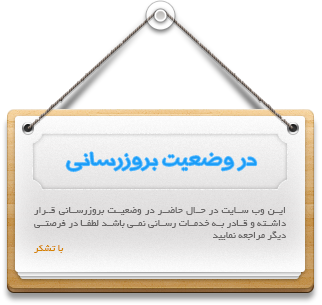 در وضعیت بروزرسانی
این وب سایت در حال حاضر در وضعیت بروزرسانی قرار
داشته و قادر به خدمات رسانی نمی باشد لطفا در فرصتی
دیگر مراجعه نمایید
با تشکر